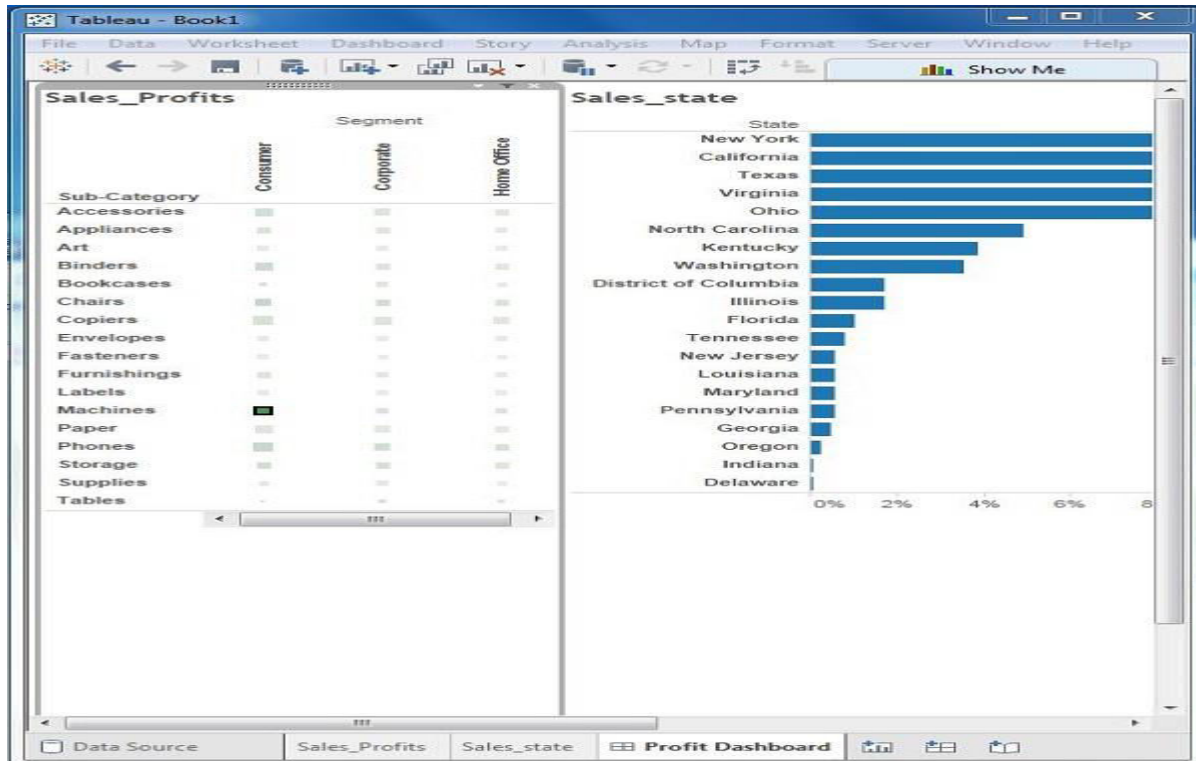 Tableau - Book1
File Data Worksheet Dashboard Story Analysis Map Format Server Window Help
Show Me
Sales_Profits
Segment
Sub-Category Consumer Corporate Home Office
Accessories
Appliances
Art
Binders
Bookcases
Chairs
Copiers
Envelopes
Fasteners
Furnishings
Labels
Machines
Paper
Phones
Storage
Supplies
Tables
Sales_state
State
New York
California
Texas
Virginia
Ohio
North Carolina
Kentucky
Washington
District of Columbia
Illinois
Florida
Tennessee
New Jersey
Louisiana
Maryland
Pennsylvania
Georgia
Oregon
Indiana
Delaware
0% 2% 4% 6% 8
Data Source Sales_Profits Sales_state Profit Dashboard